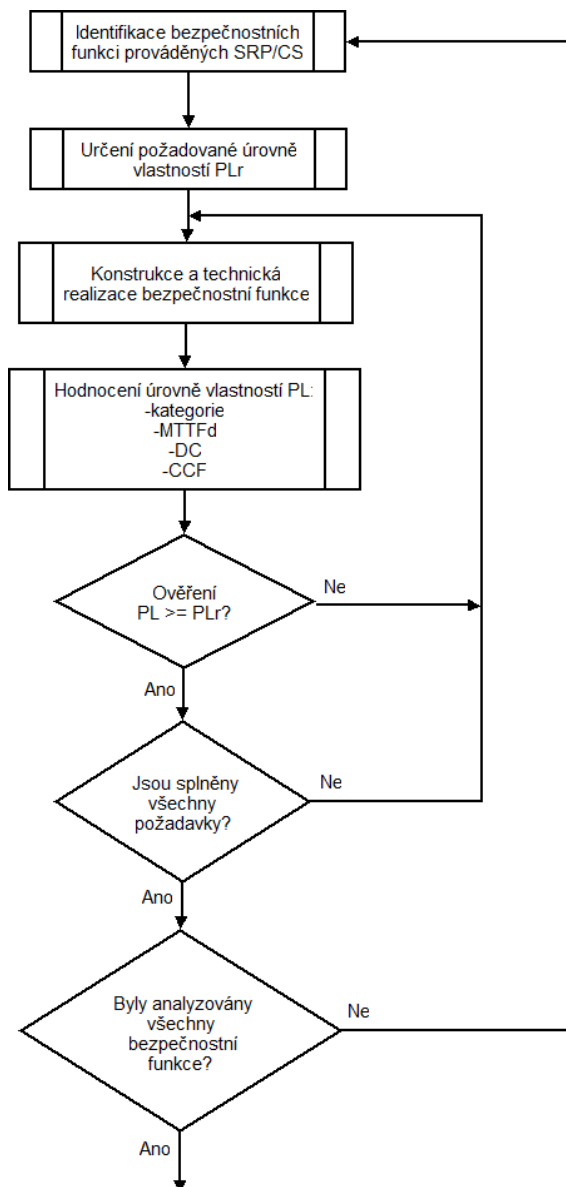 Identifikace bezpečnostních
funkci prováděných SRP/CS
Určení požadované úrovně
vlastností PLr
Konstrukce a technická
realizace bezpečnostní funkce
Hodnocení úrovně vlastností PL:
-kategorie
-MTTFd
-DC
-CCF
Ověření
PL >= PLr?
Ne
Ano
Jsou splněny
všechny
požadavky?
Ne
Ano
Byly analyzovány
všechny
bezpečnostní
funkce?
Ne
Ano